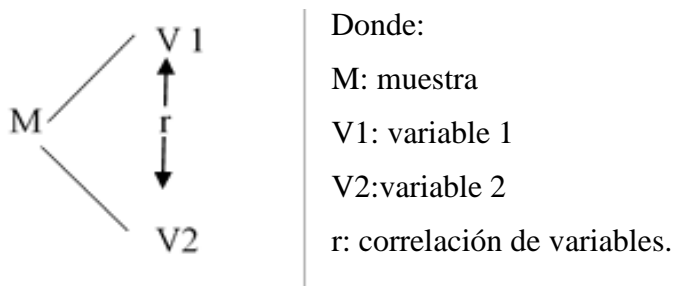 V 1
M
r
V2
Donde:
M: muestra
V1: variable 1
V2:variable 2
r: correlación de variables.